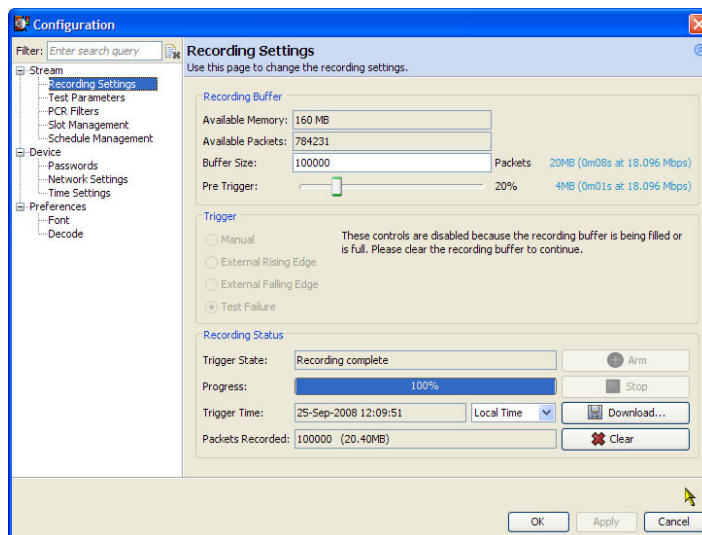 Configuration
Filter: Enter search query
Stream
Recording Settings
Test Parameters
PCR Filters
Slot Management
Schedule Management
Device
Passwords
Network Settings
Time Settings
Preferences
Font
Decode
Recording Settings
Use this page to change the recording settings.
Recording Buffer
Available Memory: 160 MB
Available Packets: 784231
Buffer Size: 100000 Packets 20MB (0m08s at 18.096 Mbps)
Pre Trigger: 20% 4MB (0m01s at 18.096 Mbps)
Trigger
Manual
External Rising Edge
External Falling Edge
Test Failure
These controls are disabled because the recording buffer is being filled or
is full. Please clear the recording buffer to continue.
Recording Status
Trigger State: Recording complete Arm
Progress: 100% Stop
Trigger Time: 25-Sep-2008 12:09:51 Local Time Download...
Packets Recorded: 100000 (20.40MB) Clear
OK Apply Cancel